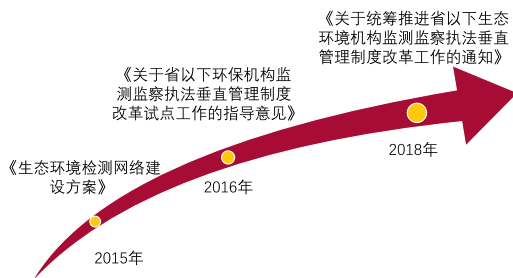 《关于统筹推进省以下生态
环境机构监测监察执法垂直
管理制度改革工作的通知》
《关于省以下环保机构监
测监察执法垂直管理制度
改革试点工作的指导意见》
2018年
《生态环境检测网络建
设方案》
2016年
2015年